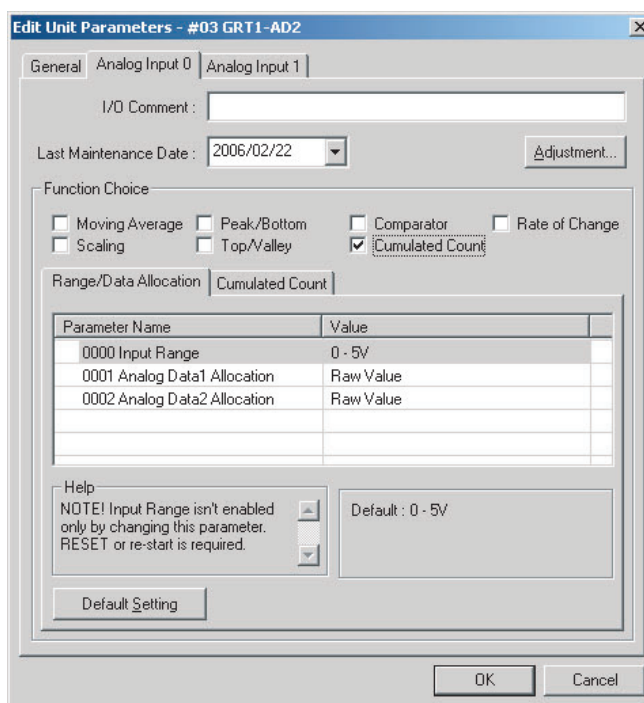 Edit Unit Parameters - #03 GRT1-AD2
General Analog Input 0 Analog Input 1
I/O Comment :
Last Maintenance Date : 2006/02/22 Adjustment...
Function Choice
Moving Average Peak/Bottom Comparator Rate of Change
Scaling Top/Valley Cumulated Count
Range/Data Allocation Cumulated Count
Parameter Name Value
0000 Input Range 0 - 5V
0001 Analog Data1 Allocation Raw Value
0002 Analog Data2 Allocation Raw Value
Help
NOTE! Input Range isn't enabled
only by changing this parameter.
RESET or re-start is required.
Default : 0 - 5V
Default Setting
OK Cancel